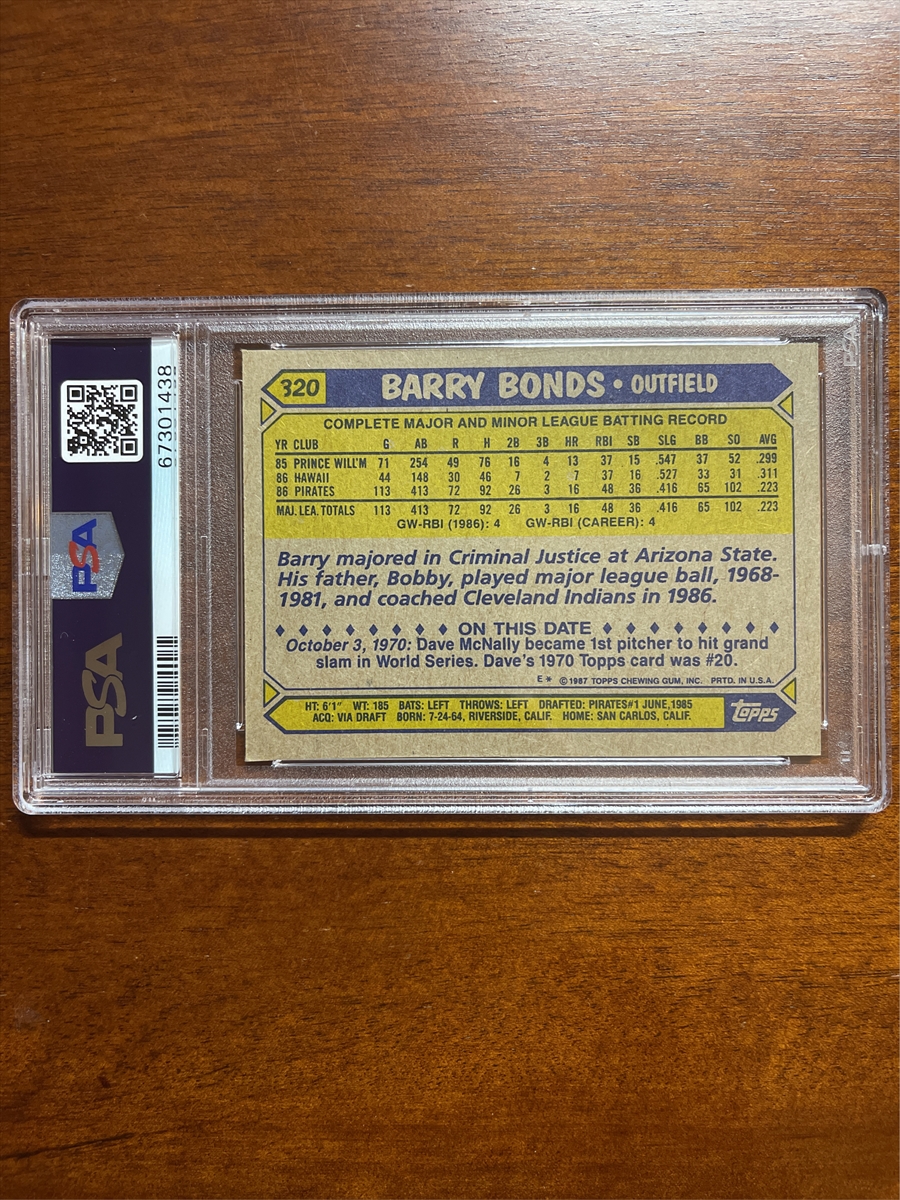 67301438
PSA
PSA
320
BARRY BONDS • OUTFIELD
COMPLETE MAJOR AND MINOR LEAGUE BATTING RECORD
YR CLUB G AB R H 2B 3B HR RBI SB SLG BB SO AVG
85 PRINCE WILL'M 71 254 49 76 16 4 13 37 15 .547 37 52 .299
86 HAWAII 44 148 30 46 7 2 7 37 16 .527 33 31 .311
86 PIRATES 113 413 72 92 26 3 16 48 36 .416 65 102 .223
MAJ. LEA. TOTALS 113 413 72 92 26 3 16 48 36 .416 65 102 .223
GW-RBI (1986): 4 GW-RBI (CAREER): 4
Barry majored in Criminal Justice at Arizona State.
His father, Bobby, played major league ball, 1968-
1981, and coached Cleveland Indians in 1986.
ON THIS DATE
October 3, 1970: Dave McNally became 1st pitcher to hit grand
slam in World Series. Dave's 1970 Topps card was #20.
E * © 1987 TOPPS CHEWING GUM, INC. PRTD. IN U.S.A.
HT: 6'1" WT: 185 BATS: LEFT THROWS: LEFT DRAFTED: PIRATES#1 JUNE,1985
ACQ: VIA DRAFT BORN: 7-24-64, RIVERSIDE, CALIF. HOME: SAN CARLOS, CALIF.
topps